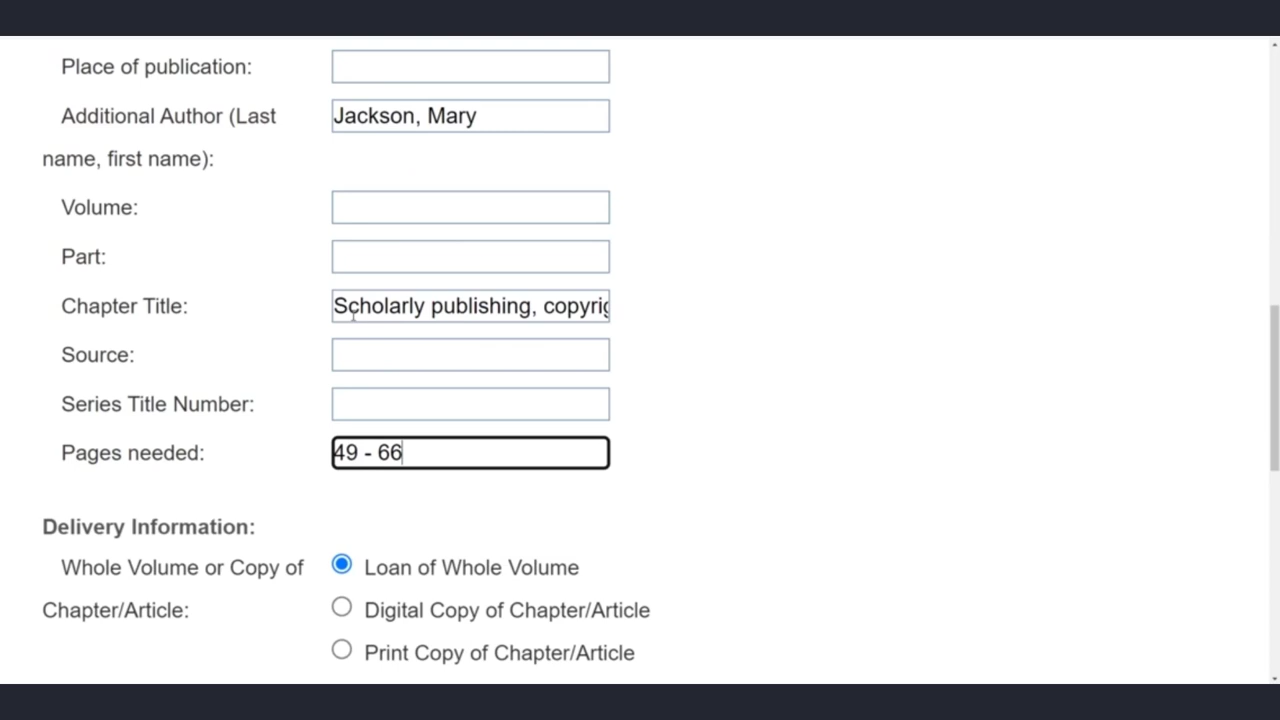 Place of publication:
Additional Author (Last Jackson, Mary
name, first name):
Volume:
Part:
Chapter Title: Scholarly publishing, copyrig
Source:
Series Title Number:
Pages needed: 49 - 66
Delivery Information:
Whole Volume or Copy of Loan of Whole Volume
Chapter/Article: Digital Copy of Chapter/Article
Print Copy of Chapter/Article